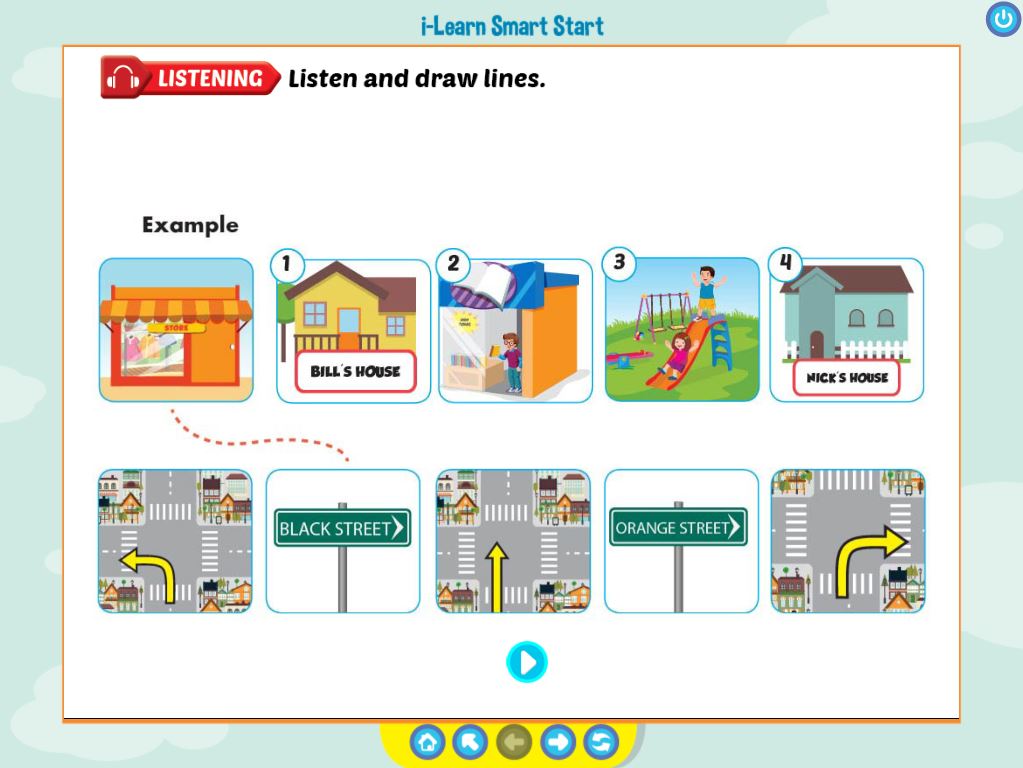 i-Learn Smart Start
LISTENING Listen and draw lines.
Example
1
2
3
4
STORE
BILL'S HOUSE
NICK'S HOUSE
BLACK STREET
ORANGE STREET